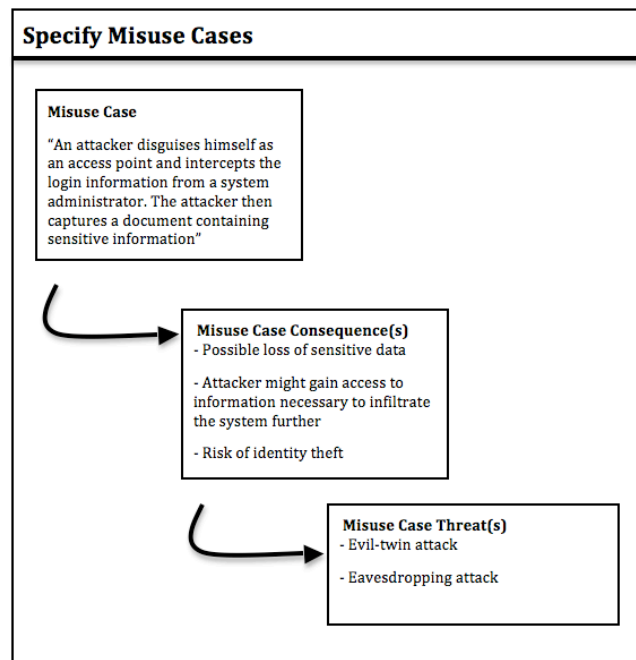 Specify Misuse Cases
Misuse Case
“An attacker disguises himself as
an access point and intercepts the
login information from a system
administrator. The attacker then
captures a document containing
sensitive information”
Misuse Case Consequence(s)
- Possible loss of sensitive data
- Attacker might gain access to
information necessary to infiltrate
the system further
- Risk of identity theft
Misuse Case Threat(s)
- Evil-twin attack
- Eavesdropping attack